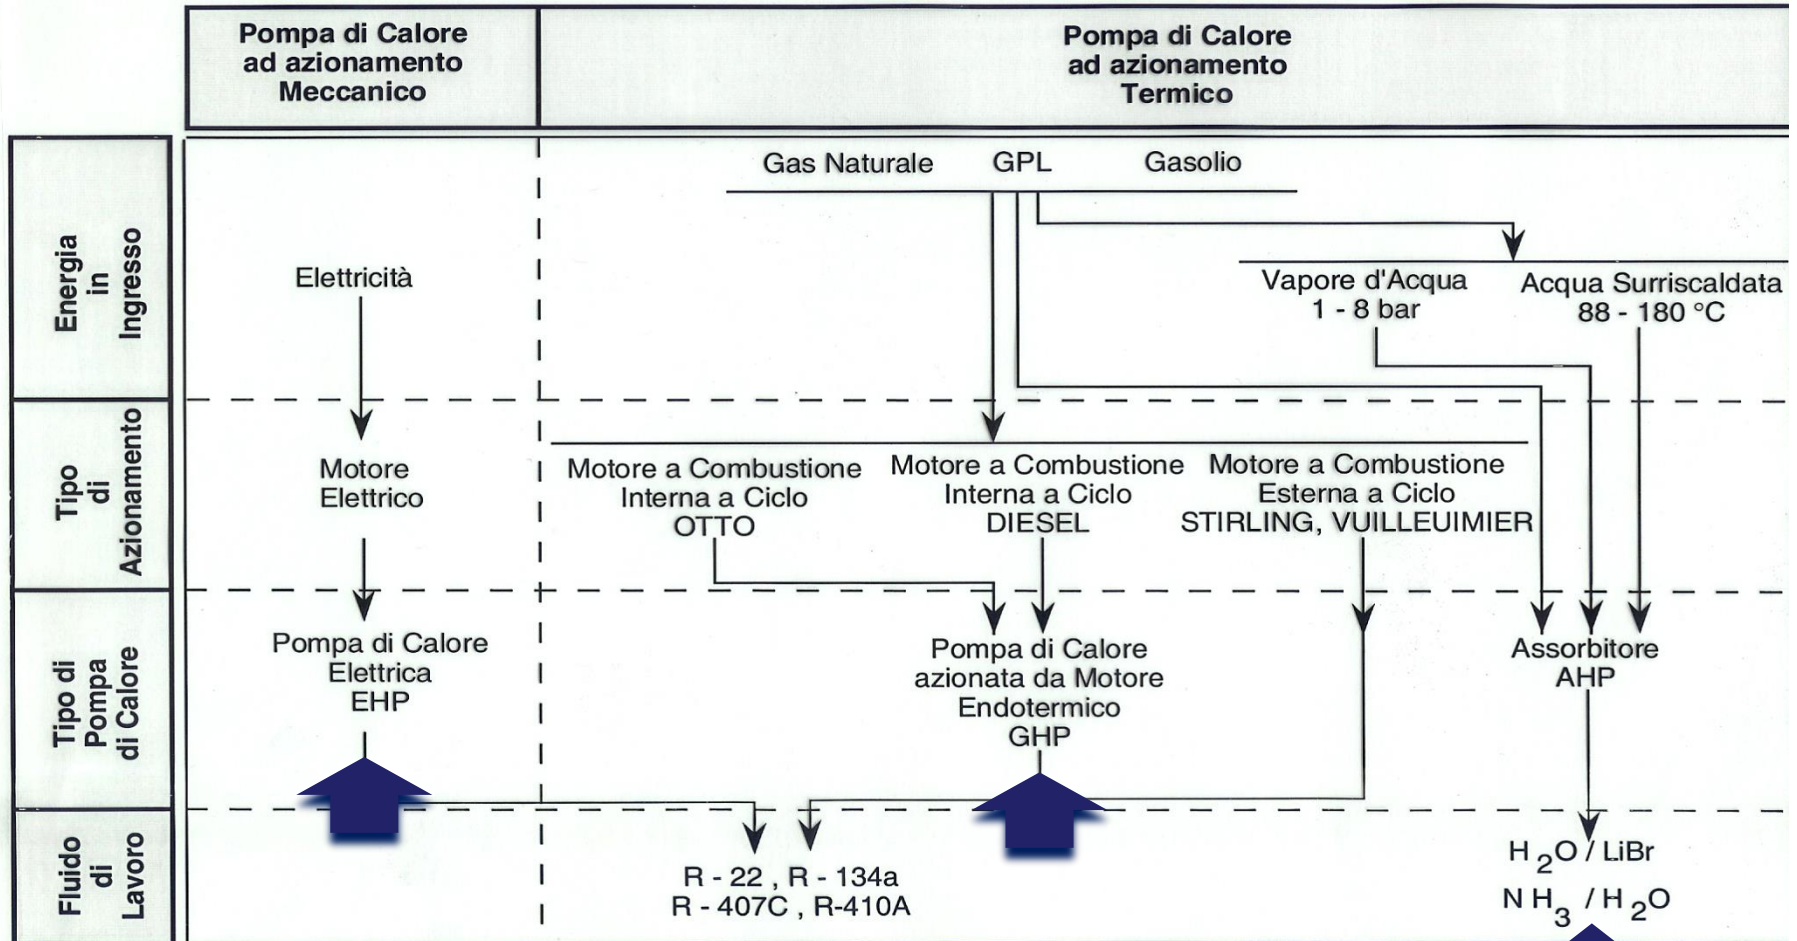 Pompa di Calore
ad azionamento
Meccanico
Pompa di Calore
ad azionamento
Termico
Energia
in
Ingresso
Gas Naturale GPL Gasolio
Elettricità
Vapore d'Acqua
1 - 8 bar
Acqua Surriscaldata
88 - 180 °C
Tipo
di
Azionamento
Motore
Elettrico
Motore a Combustione
Interna a Ciclo
OTTO
Motore a Combustione
Interna a Ciclo
DIESEL
Motore a Combustione
Esterna a Ciclo
STIRLING, VUILLEUIMIER
Tipo di
Pompa
di Calore
Pompa di Calore
Elettrica
EHP
Pompa di Calore
azionata da Motore
Endotermico
GHP
Assorbitore
AHP
Fluido
di
Lavoro
R - 22 , R - 134a
R - 407C , R-410A
H2O / LiBr
NH3 / H2O